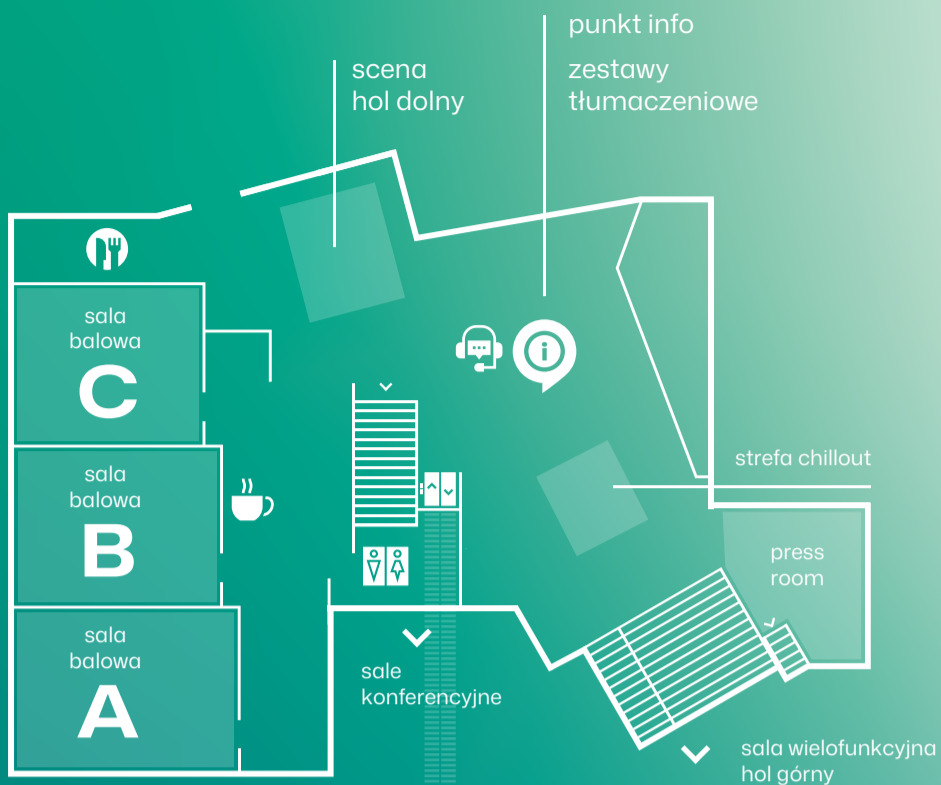 punkt info
zestawy
tłumaczeniowe
scena
hol dolny
sala
balowa
C
sala
balowa
B
sala
balowa
A
strefa chillout
press
room
sale
konferencyjne
sala wielofunkcyjna
hol górny